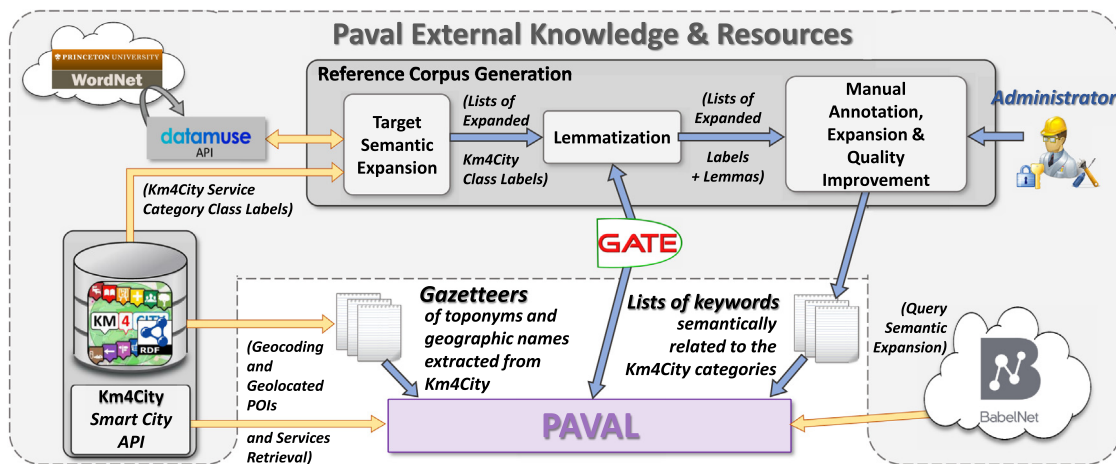 Paval External Knowledge & Resources
PRINCETON UNIVERSITY
WordNet
datamuse
API
Reference Corpus Generation
Target
Semantic
Expansion
(Lists of
Expanded
Km4City
Class Labels)
Lemmatization
(Lists of
Expanded
Labels
+ Lemmas)
Manual
Annotation,
Expansion &
Quality
Improvement
Administrator
(Km4City Service
Category Class Labels)
GATE
KM 4 CITY
RDF
Km4City
Smart City
API
Gazetteers
of toponyms and
geographic names
extracted from
Km4City
(Geocoding
and
Geolocated
POIs
and Services
Retrieval)
Lists of keywords
semantically
related to the
Km4City categories
(Query
Semantic
Expansion)
B
BabelNet
PAVAL